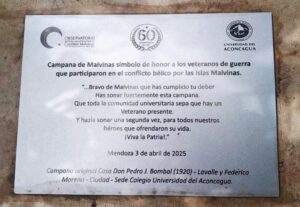 OBSERVATORIO
60
UNIVERSIDAD DEL
ACONCAGUA
Campana de Malvinas símbolo de honor a los veteranos de guerra
que participaron en el conflicto bélico por las Islas Malvinas.
"...Bravo de Malvinas que has cumplido tu deber
Has sonar fuertemente esta campana.
Que toda la comunidad universitaria sepa que hay un
Veterano presente.
Y hazla sonar una segunda vez, para todos nuestros
héroes que ofrendaron su vida.
¡Viva la Patria!."
Mendoza 3 de abril de 2025
Campana original Casa Don Pedro J. Bombal (1920) - Lavalle y Federico
Moreno - Ciudad - Sede Colegio Universidad del Aconcagua.